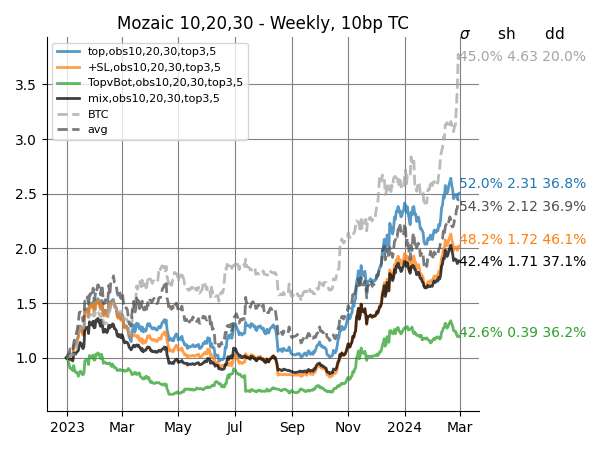 Mozaic 10,20,30 - Weekly, 10bp TC
σ sh dd
top,obs10,20,30,top3,5
+SL,obs10,20,30,top3,5
TopvBot,obs10,20,30,top3,5
mix,obs10,20,30,top3,5
BTC
avg
45.0% 4.63 20.0%
52.0% 2.31 36.8%
54.3% 2.12 36.9%
48.2% 1.72 46.1%
42.4% 1.71 37.1%
42.6% 0.39 36.2%
3.5
3.0
2.5
2.0
1.5
1.0
2023 Mar May Jul Sep Nov 2024 Mar